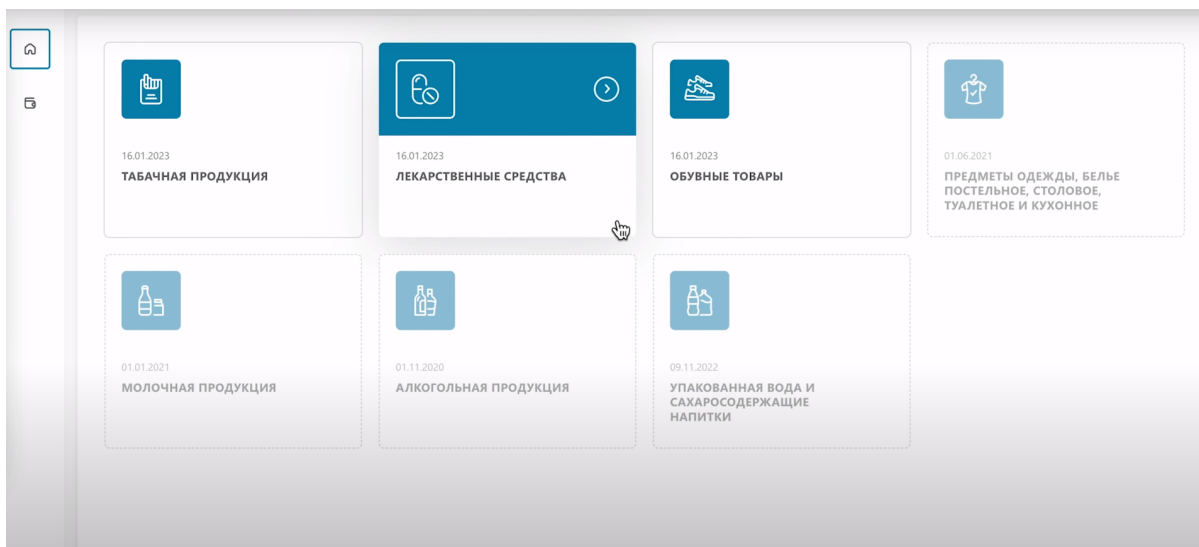 16.01.2023
ТАБАЧНАЯ ПРОДУКЦИЯ
16.01.2023
ЛЕКАРСТВЕННЫЕ СРЕДСТВА
16.01.2023
ОБУВНЫЕ ТОВАРЫ
01.06.2021
ПРЕДМЕТЫ ОДЕЖДЫ, БЕЛЬЕ
ПОСТЕЛЬНОЕ, СТОЛОВОЕ,
ТУАЛЕТНОЕ И КУХОННОЕ
01.01.2021
МОЛОЧНАЯ ПРОДУКЦИЯ
01.11.2020
АЛКОГОЛЬНАЯ ПРОДУКЦИЯ
09.11.2022
УПАКОВАННАЯ ВОДА И
САХАРОСОДЕРЖАЩИЕ
НАПИТКИ